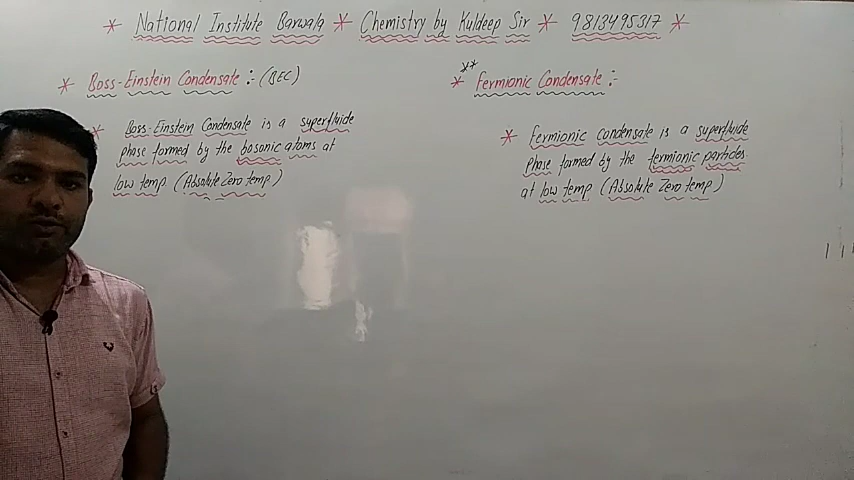 * National Institute Barwala * Chemistry by Kuldeep Sir * 9813495317 *
* Boss-Einstein Condensate :- (BEC)
* Boss-Einstein Condensate is a superfluide
phase formed by the bosonic atoms at
low temp (Absolute Zero temp)
** * Fermionic Condensate :-
* Fermionic condensate is a superfluide
phase formed by the fermionic particles
at low temp (Absolute Zero temp)